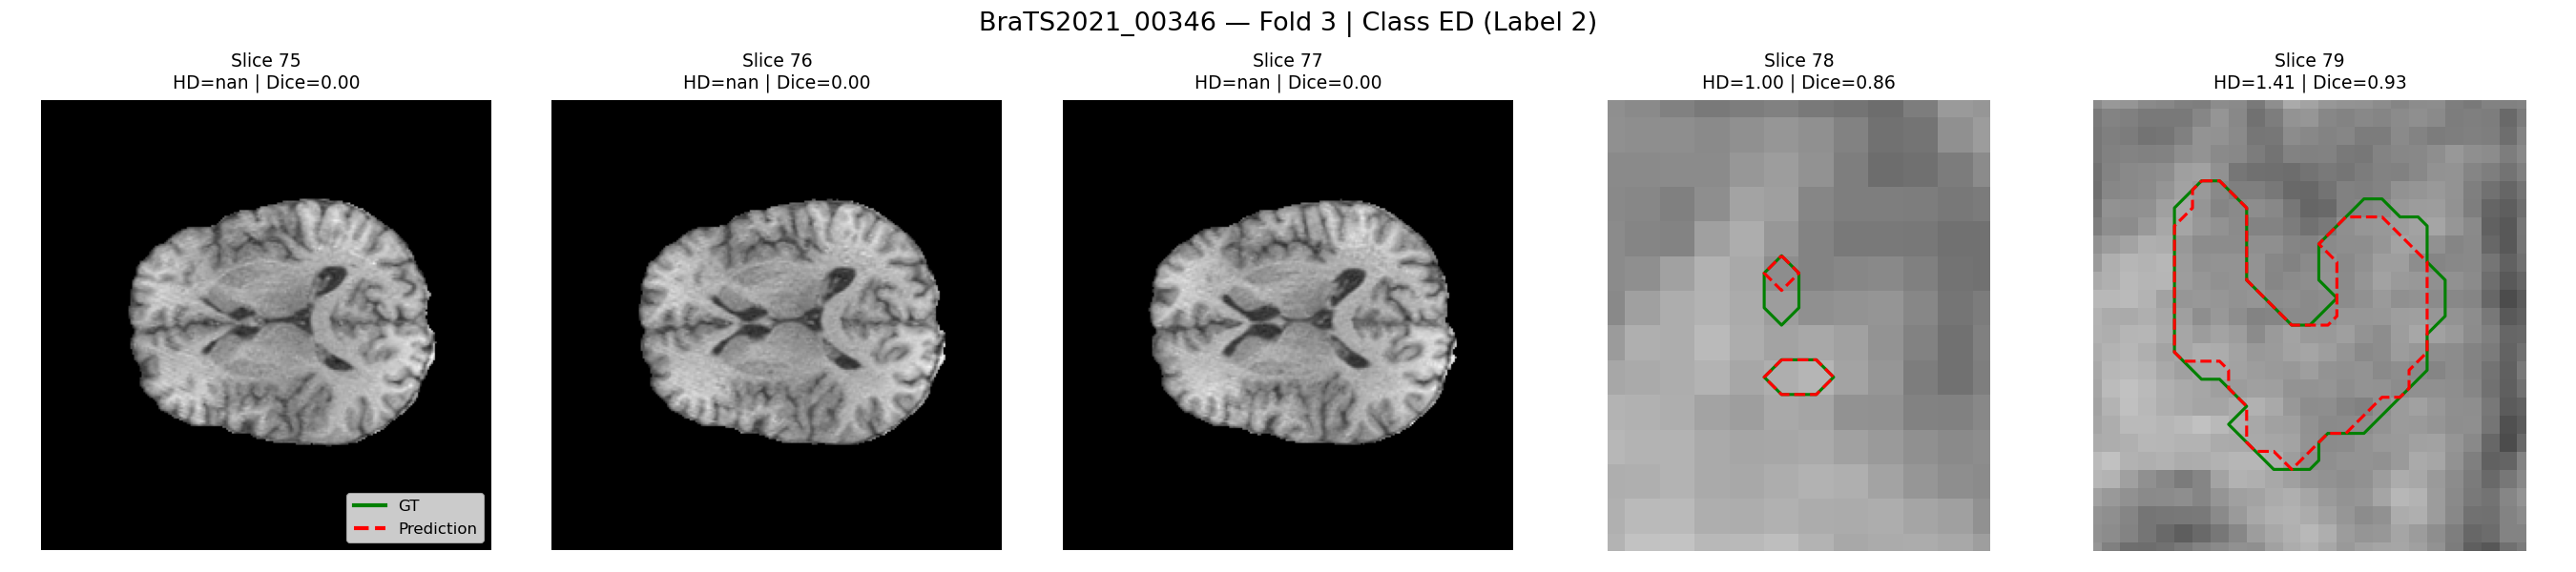 BraTS2021_00346 — Fold 3 | Class ED (Label 2)
Slice 75
HD=nan | Dice=0.00
Slice 76
HD=nan | Dice=0.00
Slice 77
HD=nan | Dice=0.00
Slice 78
HD=1.00 | Dice=0.86
Slice 79
HD=1.41 | Dice=0.93
GT
Prediction